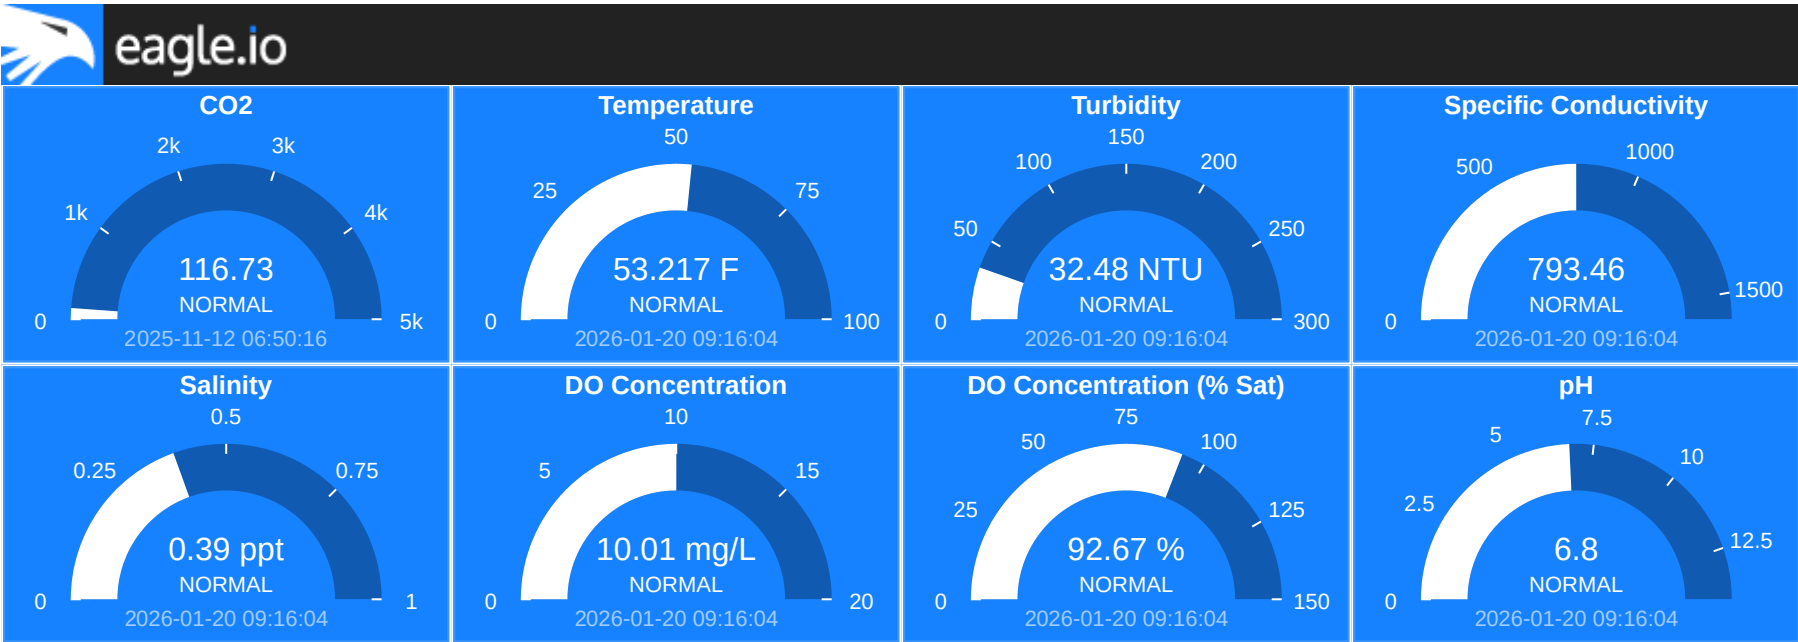 eagle.io
CO2
0
1k
2k
3k
4k
5k
116.73
NORMAL
2025-11-12 06:50:16
Temperature
0
25
50
75
100
53.217 F
NORMAL
2026-01-20 09:16:04
Turbidity
0
50
100
150
200
250
300
32.48 NTU
NORMAL
2026-01-20 09:16:04
Specific Conductivity
0
500
1000
1500
793.46
NORMAL
2026-01-20 09:16:04
Salinity
0
0.25
0.5
0.75
1
0.39 ppt
NORMAL
2026-01-20 09:16:04
DO Concentration
0
5
10
15
20
10.01 mg/L
NORMAL
2026-01-20 09:16:04
DO Concentration (% Sat)
0
25
50
75
100
125
150
92.67 %
NORMAL
2026-01-20 09:16:04
pH
0
2.5
5
7.5
10
12.5
6.8
NORMAL
2026-01-20 09:16:04